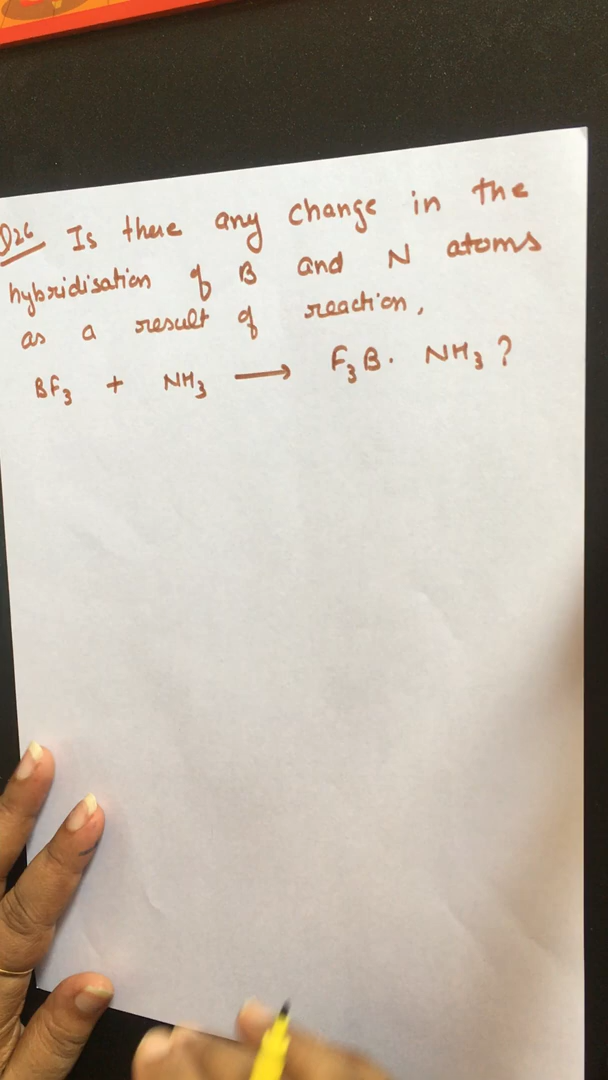 Q26 Is there any change in the
hybridisation of B and N atoms
as a result of reaction,
BF₃ + NH₃ ⟶ F₃B. NH₃ ?